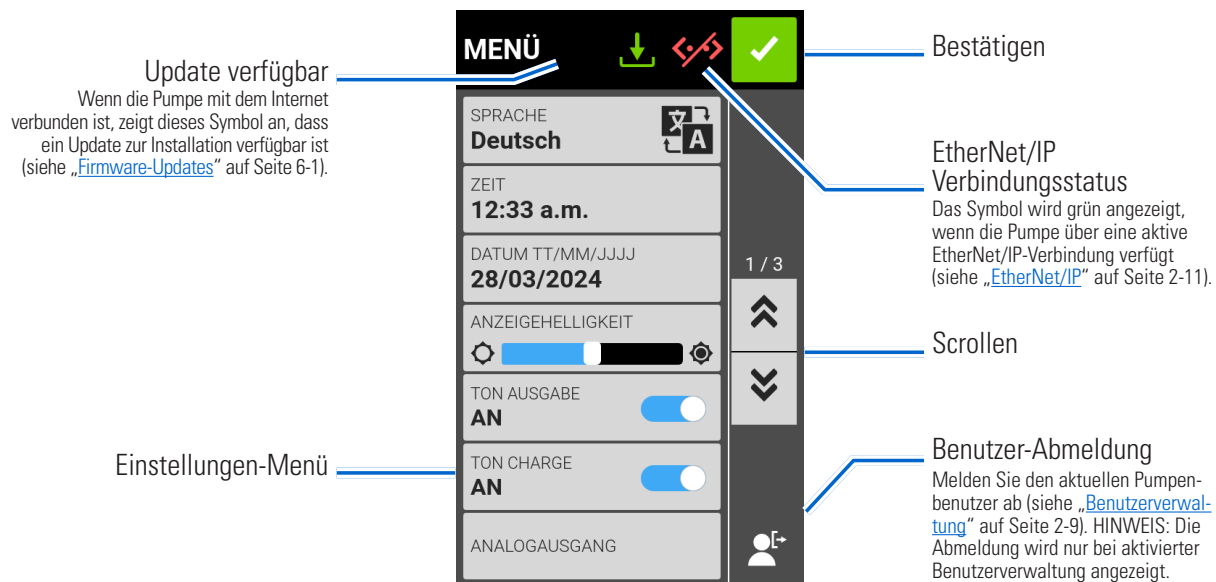 Update verfügbar
Wenn die Pumpe mit dem Internet
verbunden ist, zeigt dieses Symbol an, dass
ein Update zur Installation verfügbar ist
(siehe „Firmware-Updates“ auf Seite 6-1).
Einstellungen-Menü
MENÜ
SPRACHE
Deutsch
文
A
ZEIT
12:33 a.m.
DATUM TT/MM/JJJJ
28/03/2024
ANZEIGEHELLIGKEIT
TON AUSGABE
AN
TON CHARGE
AN
ANALOGAUSGANG
1 / 3
Bestätigen
EtherNet/IP
Verbindungsstatus
Das Symbol wird grün angezeigt,
wenn die Pumpe über eine aktive
EtherNet/IP-Verbindung verfügt
(siehe „EtherNet/IP“ auf Seite 2-11).
Scrollen
Benutzer-Abmeldung
Melden Sie den aktuellen Pumpen-
benutzer ab (siehe „Benutzerverwal-
tung“ auf Seite 2-9). HINWEIS: Die
Abmeldung wird nur bei aktivierter
Benutzerverwaltung angezeigt.